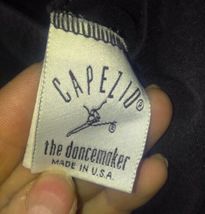 CAPEZIO®
®
the dancemaker
MADE IN U.S.A.